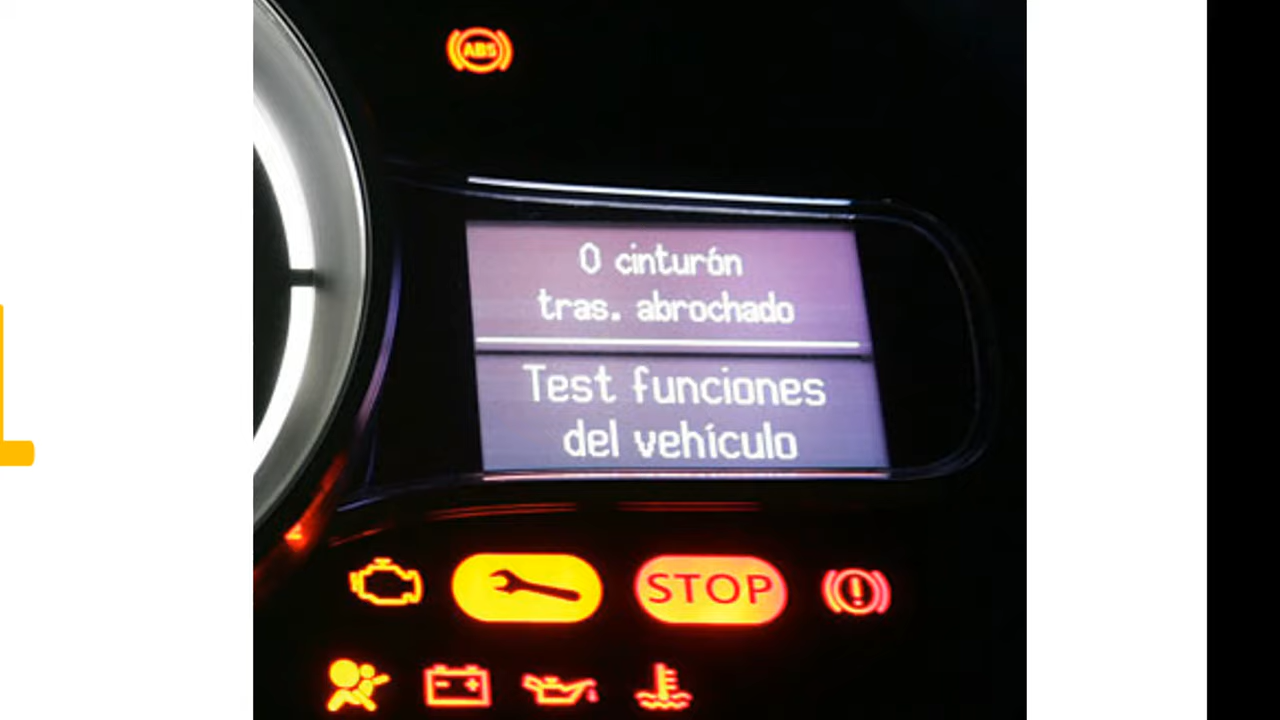 ABS
0 cinturón
tras. abrochado
Test funciones
del vehículo
STOP